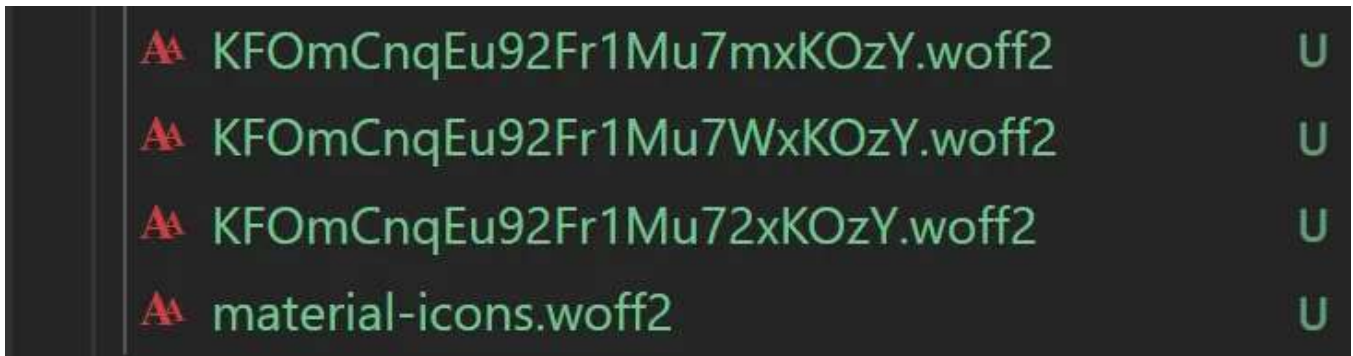 KFOmCnqEu92Fr1Mu7mxKOzY.woff2 U
KFOmCnqEu92Fr1Mu7WxKOzY.woff2 U
KFOmCnqEu92Fr1Mu72xKOzY.woff2 U
material-icons.woff2 U